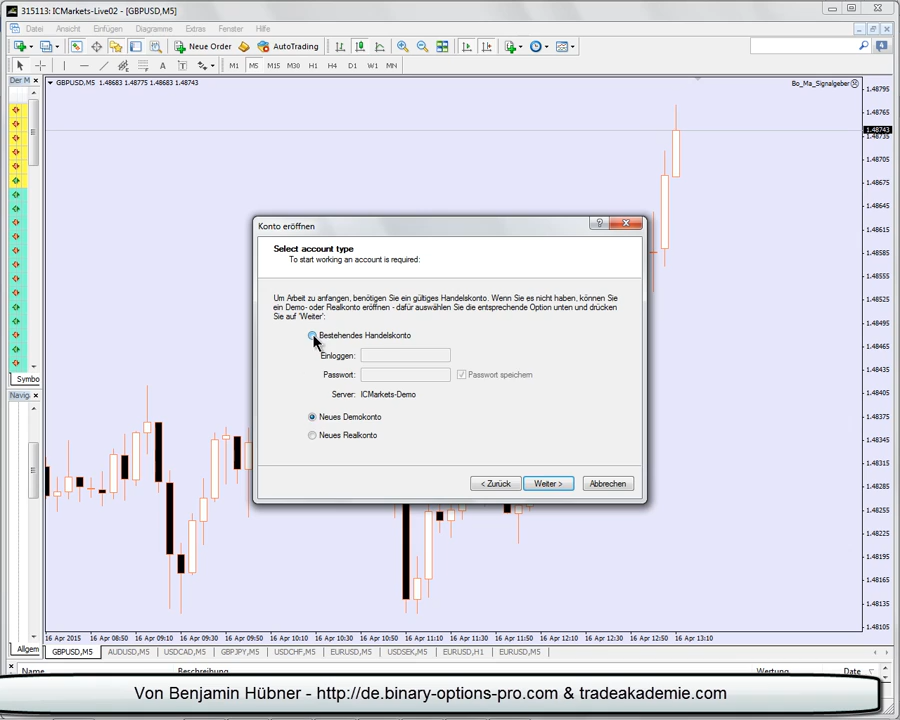 315113: ICMarkets-Live02 - [GBPUSD,M5]
Datei Ansicht Einfügen Diagramme Extras Fenster Hilfe
New Order AutoTrading
A T M1 M5 M15 M30 H1 H4 D1 W1 MN
Der M
GBPUSD,M5 1.48683 1.48775 1.48683 1.48743
Bo_Ma_Signalgeber
1.48795
1.48765
1.48743
1.48705
1.48675
1.48645
1.48615
1.48585
1.48555
1.48525
1.48495
1.48465
1.48435
1.48405
1.48375
1.48345
1.48315
1.48285
1.48255
1.48195
1.48165
1.48135
1.48105
Konto eröffnen
Select account type
To start working an account is required:
Um Arbeit zu anfangen, benötigen Sie ein gültiges Handelskonto. Wenn Sie es nicht haben, können Sie
ein Demo- oder Realkonto eröffnen - dafür auswählen Sie die entsprechende Option unten und drücken
Sie auf 'Weiter':
Bestehendes Handelskonto
Einloggen:
Passwort: Passwort speichern
Server: ICMarkets-Demo
Neues Demokonto
Neues Realkonto
< Zurück Weiter > Abbrechen
Symbo
Navig
Allgem
16 Apr 2015 16 Apr 08:50 16 Apr 09:10 16 Apr 09:30 16 Apr 09:50 16 Apr 10:10 16 Apr 10:30 16 Apr 10:50 16 Apr 11:10 16 Apr 11:30 16 Apr 11:50 16 Apr 12:10 16 Apr 12:30 16 Apr 12:50 16 Apr 13:10
GBPUSD,M5 AUDUSD,M5 USDCAD,M5 GBPJPY,M5 USDCHF,M5 EURUSD,M5 USDSEK,M5 EURUSD,H1 EURUSD,M5
Name Beschreibung Wertung Date
Von Benjamin Hübner - http://de.binary-options-pro.com & tradeakademie.com